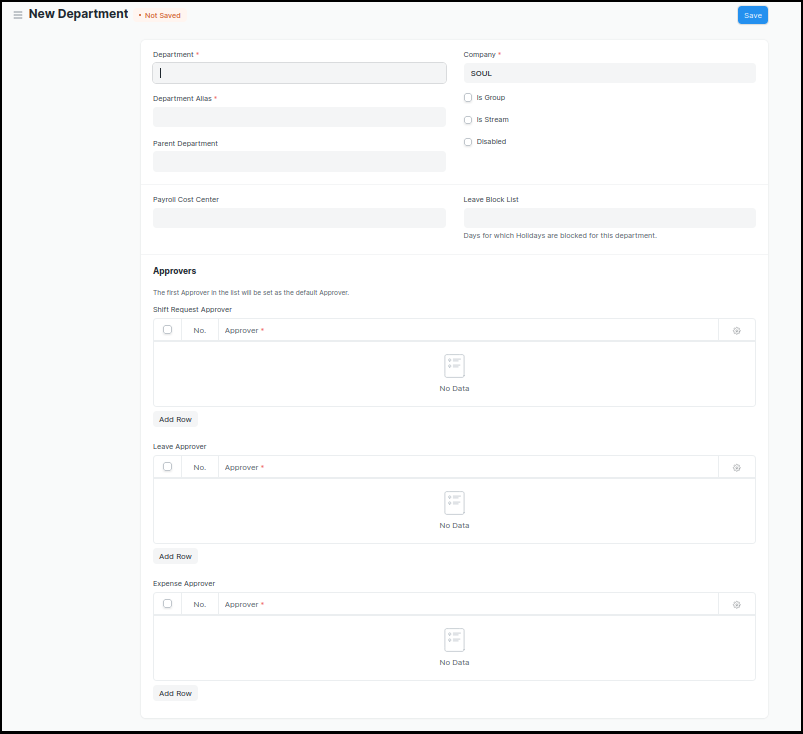 New Department
• Not Saved
Save
Department *
Company *
SOUL
Department Alias *
Is Group
Is Stream
Parent Department
Disabled
Payroll Cost Center
Leave Block List
Days for which Holidays are blocked for this department.
Approvers
The first Approver in the list will be set as the default Approver.
Shift Request Approver
No. Approver *
No Data
Add Row
Leave Approver
No. Approver *
No Data
Add Row
Expense Approver
No. Approver *
No Data
Add Row